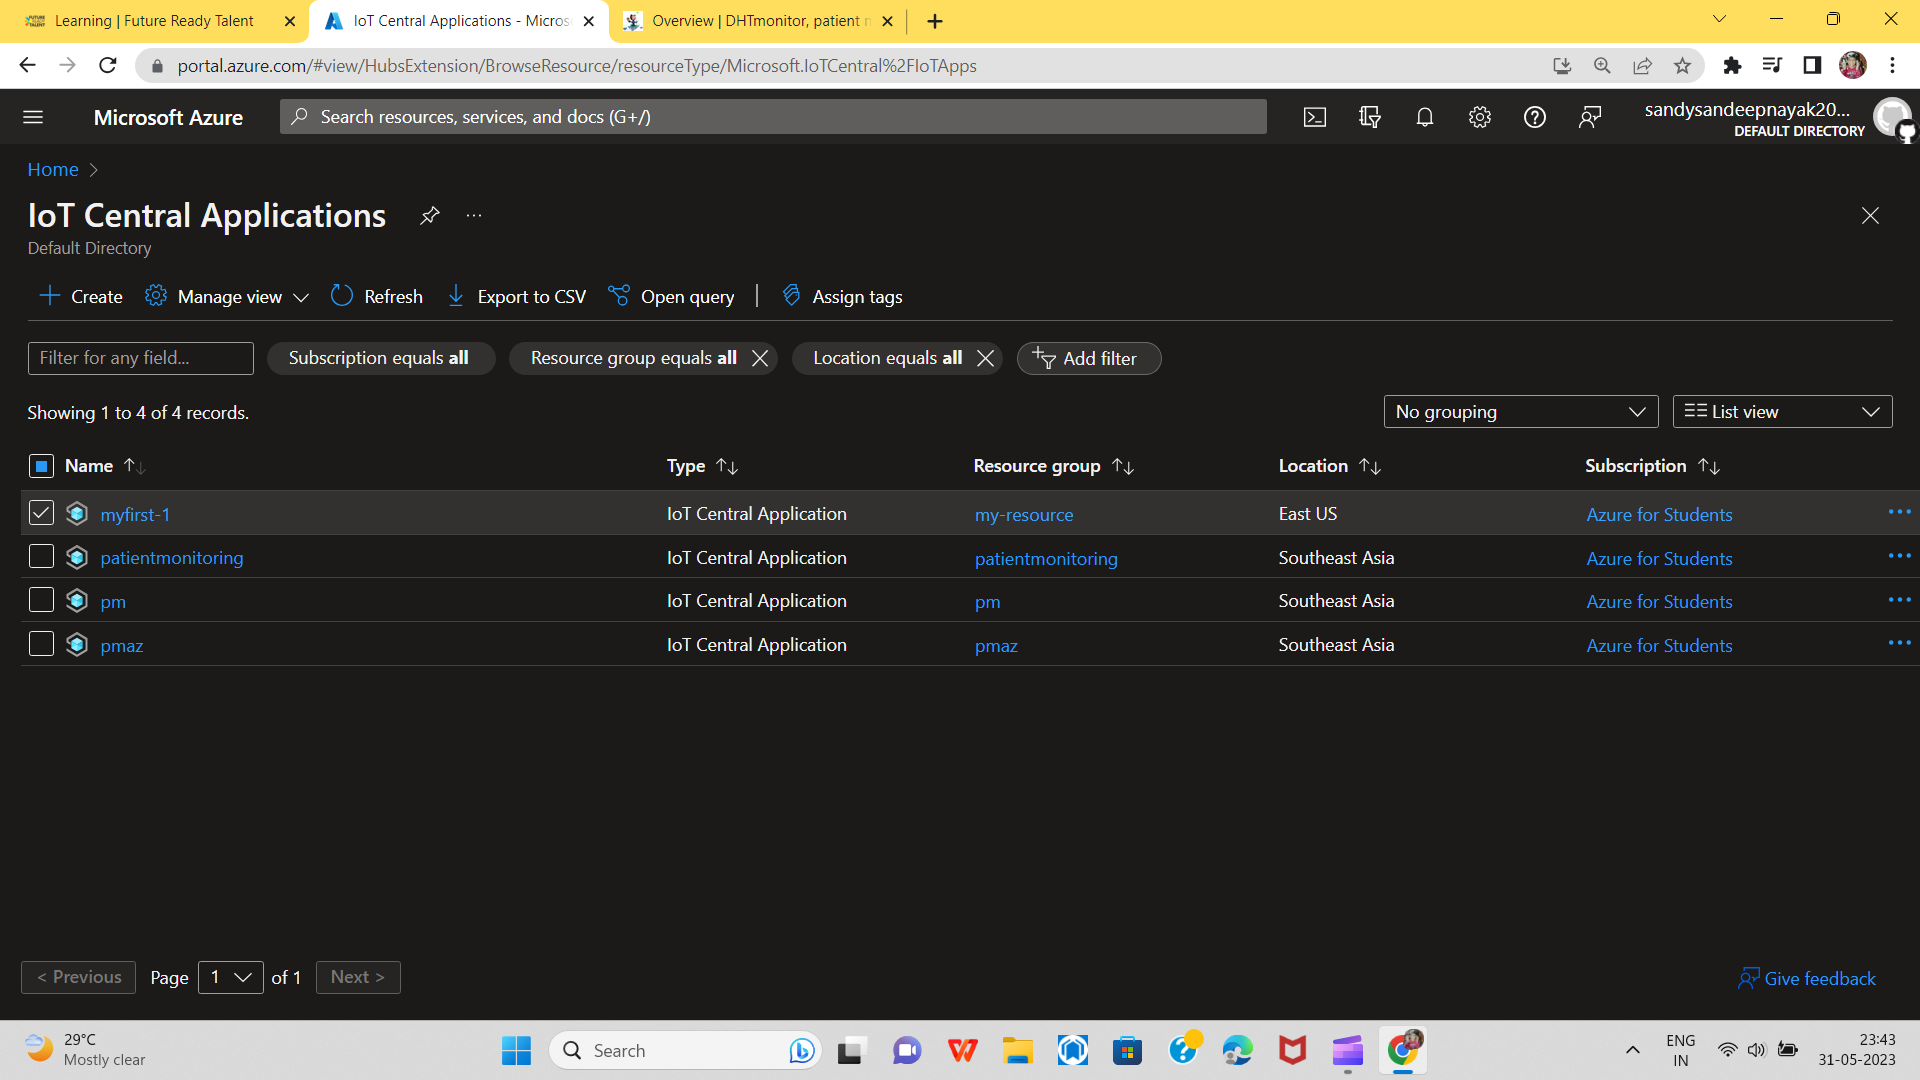 Learning | Future Ready Talent
IoT Central Applications - Micros
Overview | DHTmonitor, patient m
portal.azure.com/#view/HubsExtension/BrowseResource/resourceType/Microsoft.IoTCentral%2FIoTApps
Microsoft Azure
Search resources, services, and docs (G+/)
sandysandeepnayak20...
DEFAULT DIRECTORY
Home
IoT Central Applications
Default Directory
Create
Manage view
Refresh
Export to CSV
Open query
Assign tags
Filter for any field...
Subscription equals all
Resource group equals all
Location equals all
Add filter
Showing 1 to 4 of 4 records.
No grouping
List view
Name Type Resource group Location Subscription
myfirst-1 IoT Central Application my-resource East US Azure for Students
patientmonitoring IoT Central Application patientmonitoring Southeast Asia Azure for Students
pm IoT Central Application pm Southeast Asia Azure for Students
pmaz IoT Central Application pmaz Southeast Asia Azure for Students
< Previous Page 1 of 1 Next >
Give feedback
29°C
Mostly clear
Search
ENG
IN
23:43
31-05-2023